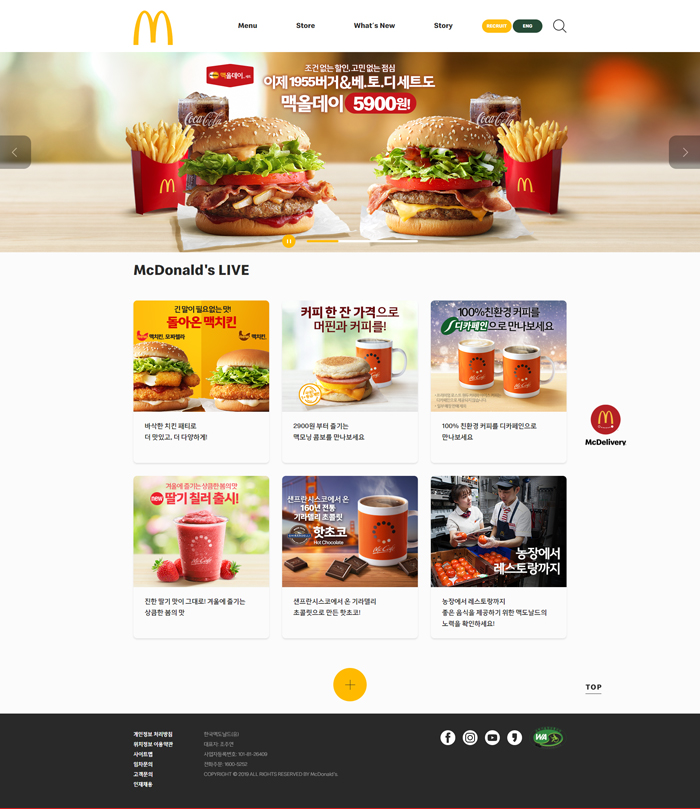 Menu
Store
What's New
Story
RECRUIT
ENG
맥올데이
조건 없는 할인, 고민 없는 점심
이제 1955버거&베.토.디 세트도
맥올데이 5900원!
Coca-Cola
Coca-Cola
McDonald's LIVE
긴 말이 필요없는 맛!
돌아온 맥치킨
맥치킨, 모짜렐라
맥치킨
바삭한 치킨 패티로
더 맛있고, 더 다양하게!
커피 한 잔 가격으로
머핀과 커피를!
McCafé
2900원 부터 즐기는
맥모닝 콤보를 만나보세요
100%친환경 커피를
디카페인으로 만나보세요
McCafé
McCafé
100% 친환경 커피를 디카페인으로
만나보세요
McDelivery
겨울에 즐기는 상큼한 봄의 맛
new 딸기 칠러 출시!
McCafé
진한 딸기 맛이 그대로! 겨울에 즐기는
상큼한 봄의 맛
샌프란시스코에서 온
160년 전통
기라델리 초콜릿
핫초코
Hot Chocolate
McCafé
샌프란시스코에서 온 기라델리
초콜릿으로 만든 핫초코!
농장에서
레스토랑까지
농장에서 레스토랑까지
좋은 음식을 제공하기 위한 맥도날드의
노력을 확인하세요!
TOP
개인정보 처리방침
위치정보 이용약관
사이트맵
임차문의
고객문의
인재채용
한국맥도날드(유)
대표자: 조주연
사업자등록번호: 101-81-26409
전화주문: 1600-5252
COPYRIGHT © 2019 ALL RIGHTS RESERVED BY McDonald's.
WA